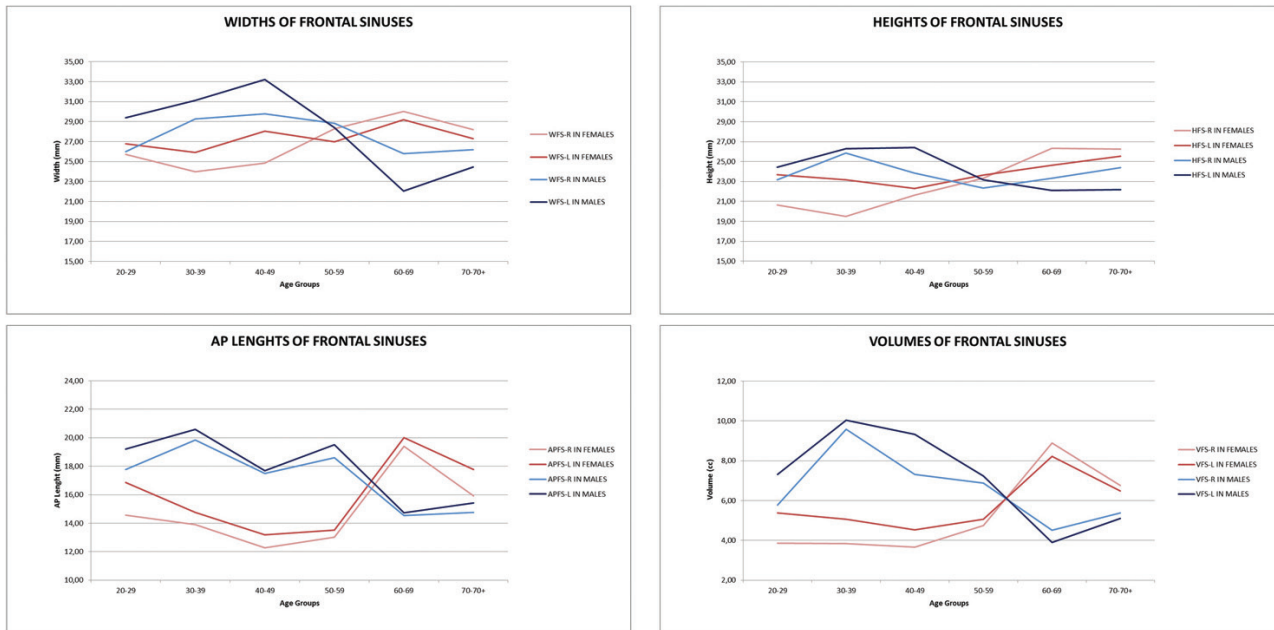 WIDTHS OF FRONTAL SINUSES
35,00
33,00
31,00
29,00
27,00
25,00
23,00
21,00
19,00
17,00
15,00
Width (mm)
20-29 30-39 40-49 50-59 60-69 70-70+
Age Groups
WFS-R IN FEMALES
WFS-L IN FEMALES
WFS-R IN MALES
WFS-L IN MALES
HEIGHTS OF FRONTAL SINUSES
35,00
33,00
31,00
29,00
27,00
25,00
23,00
21,00
19,00
17,00
15,00
Height (mm)
20-29 30-39 40-49 50-59 60-69 70-70+
Age Groups
HFS-R IN FEMALES
HFS-L IN FEMALES
HFS-R IN MALES
HFS-L IN MALES
AP LENGHTS OF FRONTAL SINUSES
24,00
22,00
20,00
18,00
16,00
14,00
12,00
10,00
AP Lenght (mm)
20-29 30-39 40-49 50-59 60-69 70-70+
Age Groups
APFS-R IN FEMALES
APFS-L IN FEMALES
APFS-R IN MALES
APFS-L IN MALES
VOLUMES OF FRONTAL SINUSES
12,00
10,00
8,00
6,00
4,00
2,00
Volume (cc)
20-29 30-39 40-49 50-59 60-69 70-70+
Age Groups
VFS-R IN FEMALES
VFS-L IN FEMALES
VFS-R IN MALES
VFS-L IN MALES